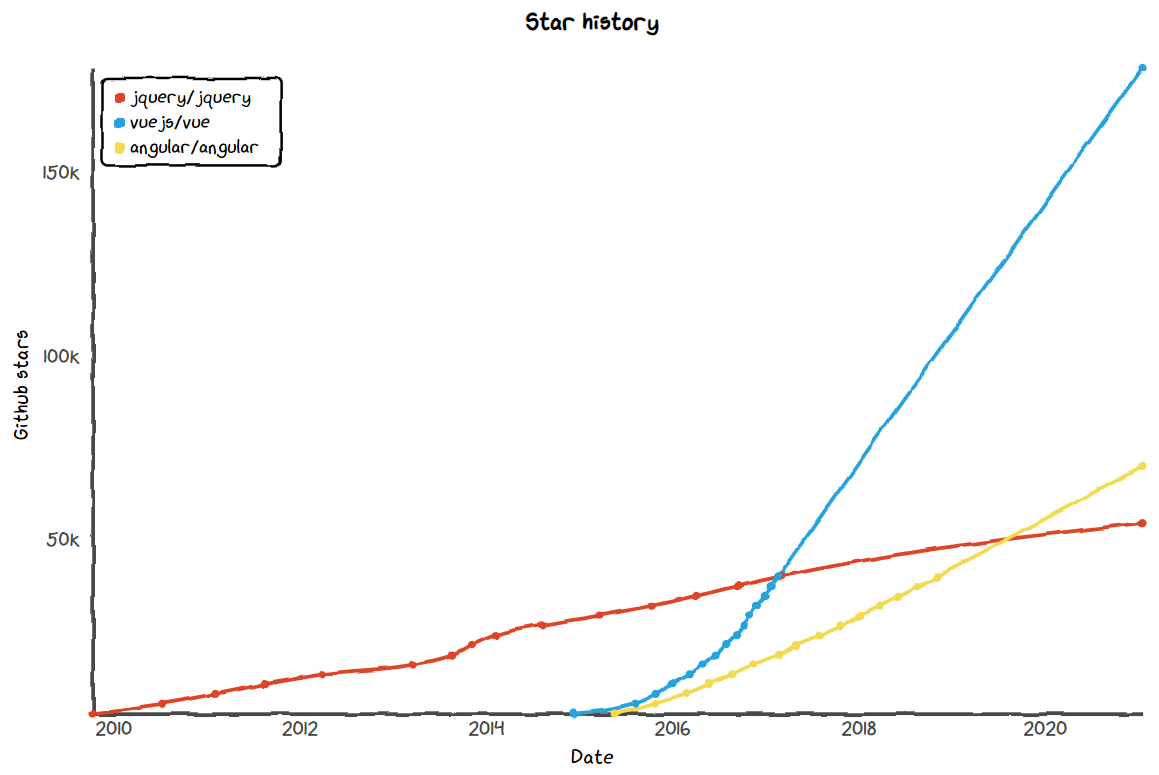 Star history
jquery/jquery
vuejs/vue
angular/angular
150k
100k
50k
Github stars
2010 2012 2014 2016 2018 2020
Date